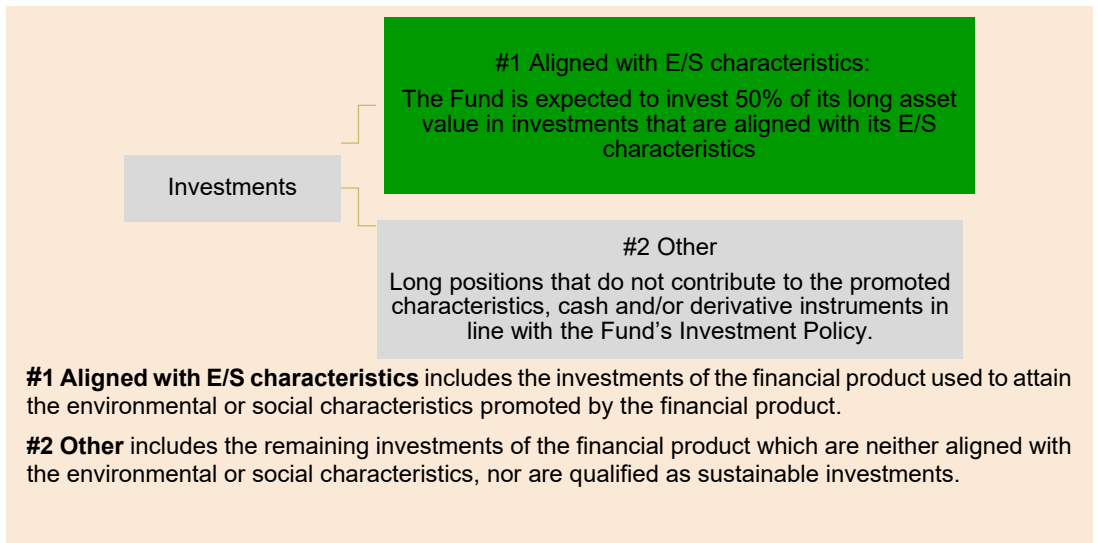 #1 Aligned with E/S characteristics:
The Fund is expected to invest 50% of its long asset
value in investments that are aligned with its E/S
characteristics
Investments
#2 Other
Long positions that do not contribute to the promoted
characteristics, cash and/or derivative instruments in
line with the Fund’s Investment Policy.
#1 Aligned with E/S characteristics includes the investments of the financial product used to attain
the environmental or social characteristics promoted by the financial product.
#2 Other includes the remaining investments of the financial product which are neither aligned with
the environmental or social characteristics, nor are qualified as sustainable investments.